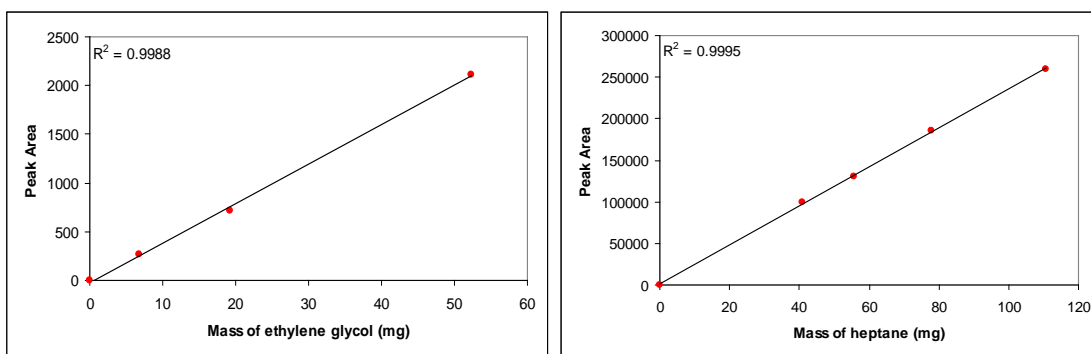 R² = 0.9988
2500
2000
1500
1000
500
0
0 10 20 30 40 50 60
Peak Area
Mass of ethylene glycol (mg)
R² = 0.9995
300000
250000
200000
150000
100000
50000
0
0 20 40 60 80 100 120
Peak Area
Mass of heptane (mg)